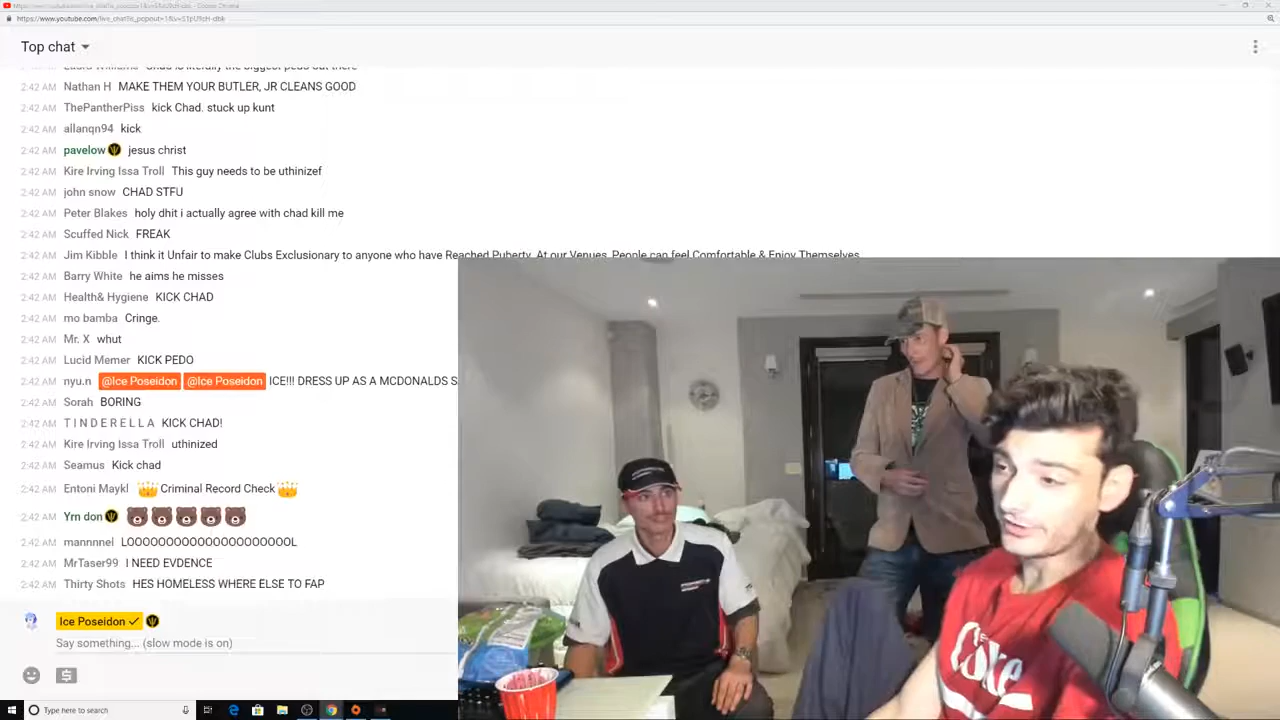 https://www.youtube.com/live_chat?is_popout=1&v=S1pU9cH-dbk
Top chat
2:42 AM Nathan H MAKE THEM YOUR BUTLER, JR CLEANS GOOD
2:42 AM ThePantherPiss kick Chad. stuck up kunt
2:42 AM allanqn94 kick
2:42 AM pavelow jesus christ
2:42 AM Kire Irving Issa Troll This guy needs to be uthinizef
2:42 AM john snow CHAD STFU
2:42 AM Peter Blakes holy dhit i actually agree with chad kill me
2:42 AM Scuffed Nick FREAK
2:42 AM Jim Kibble I think it Unfair to make Clubs Exclusionary to anyone who have Reached Puberty. At our Venues, People can feel Comfortable & Enjoy Themselves
2:42 AM Barry White he aims he misses
2:42 AM Health& Hygiene KICK CHAD
2:42 AM mo bamba Cringe.
2:42 AM Mr. X whut
2:42 AM Lucid Memer KICK PEDO
2:42 AM nyu.n @Ice Poseidon @Ice Poseidon ICE!!! DRESS UP AS A MCDONALDS S
2:42 AM Sorah BORING
2:42 AM T I N D E R E L L A KICK CHAD!
2:42 AM Kire Irving Issa Troll uthinized
2:42 AM Seamus Kick chad
2:42 AM Entoni Maykl 👑Criminal Record Check👑
2:42 AM Yrn don 🐻🐻🐻🐻🐻
2:42 AM mannnnel LOOOOOOOOOOOOOOOOOOOOL
2:42 AM MrTaser99 I NEED EVDENCE
2:42 AM Thirty Shots HES HOMELESS WHERE ELSE TO FAP
Ice Poseidon
Say something... (slow mode is on)
Coke
Type here to search